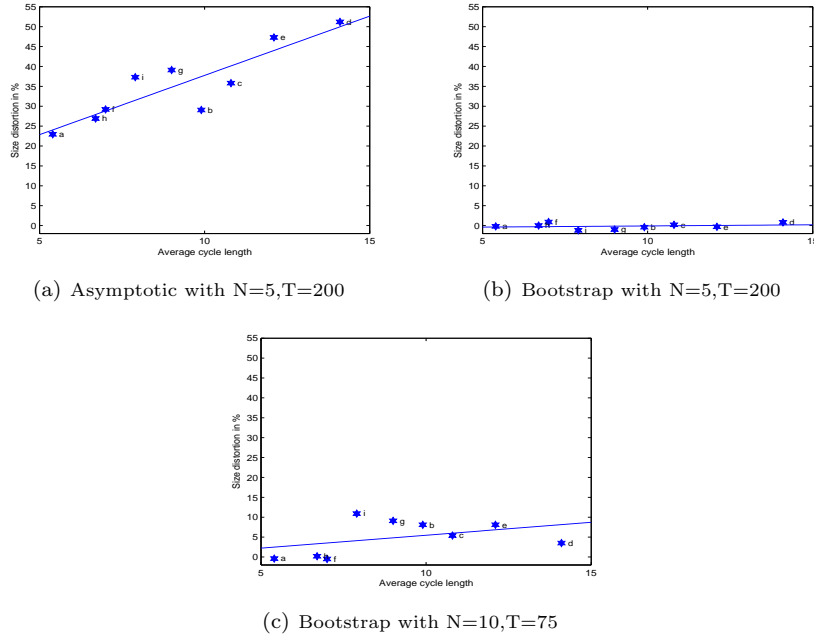 55
50
45
40
35
30
25
20
15
10
5
0
Size distortion in %
a
h
f
i
g
b
c
e
d
5 10 15
Average cycle length
(a) Asymptotic with N=5,T=200
55
50
45
40
35
30
25
20
15
10
5
0
Size distortion in %
a
f
i
g
b
c
e
d
5 10 15
Average cycle length
(b) Bootstrap with N=5,T=200
55
50
45
40
35
30
25
20
15
10
5
0
Size distortion in %
a
f
i
g
b
c
e
d
5 10 15
Average cycle length
(c) Bootstrap with N=10,T=75